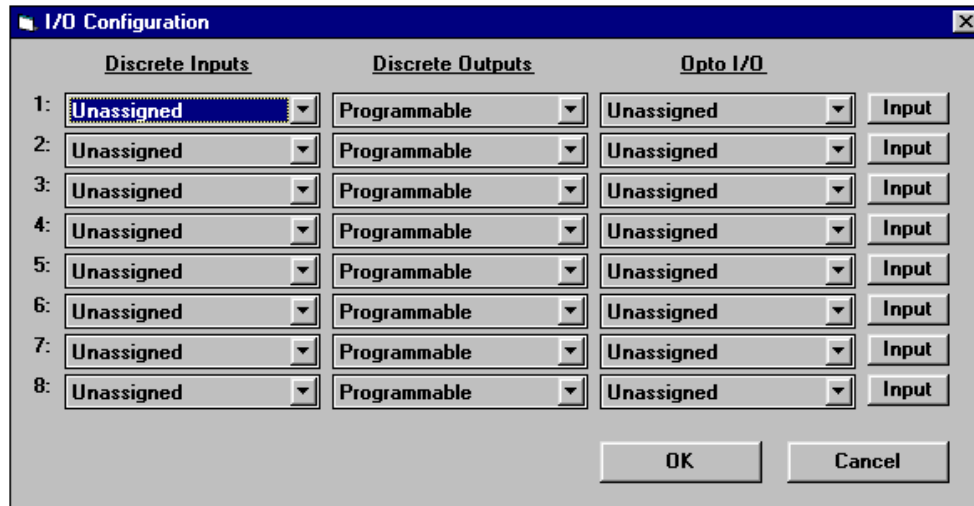 I/O Configuration
Discrete Inputs Discrete Outputs Opto I/O
1: Unassigned Programmable Unassigned Input
2: Unassigned Programmable Unassigned Input
3: Unassigned Programmable Unassigned Input
4: Unassigned Programmable Unassigned Input
5: Unassigned Programmable Unassigned Input
6: Unassigned Programmable Unassigned Input
7: Unassigned Programmable Unassigned Input
8: Unassigned Programmable Unassigned Input
OK Cancel